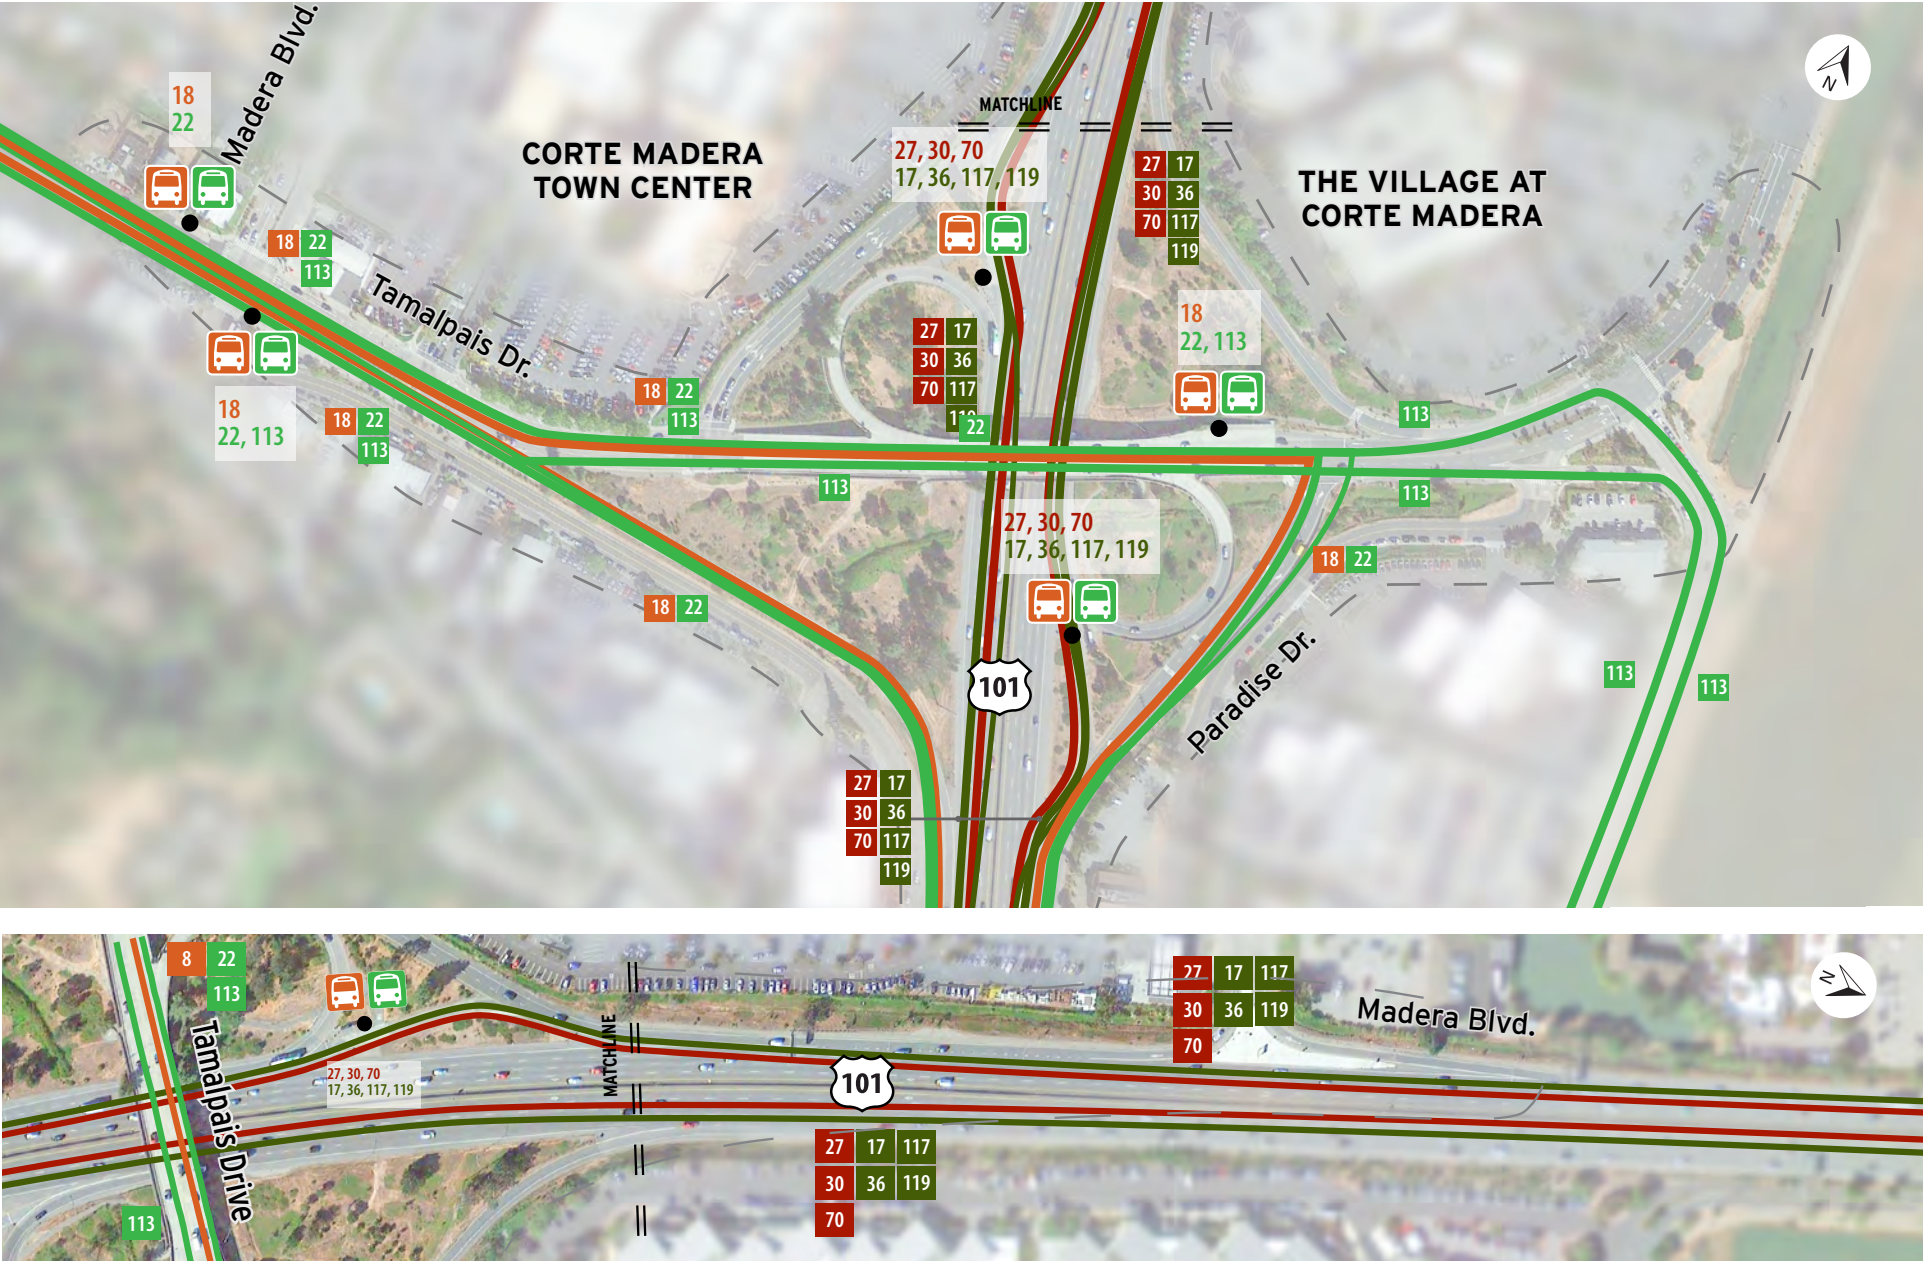 Madera Blvd.
18
22
MATCHLINE
CORTE MADERA
TOWN CENTER
27, 30, 70
17, 36, 117, 119
27 17
30 36
70 117
119
THE VILLAGE AT
CORTE MADERA
N
18 22
113
Tamalpais Dr.
18
22, 113
27 17
30 36
70 117
119
22
18 22
113
113
18
22, 113
18 22
113
113
113
27, 30, 70
17, 36, 117, 119
18 22
18 22
101
Paradise Dr.
113
113
27 17
30 36
70 117
119
8 22
113
Tamalpais Drive
27, 30, 70
17, 36, 117, 119
MATCHLINE
101
27 17 117
30 36 119
70
Madera Blvd.
N
27 17 117
30 36 119
70
113